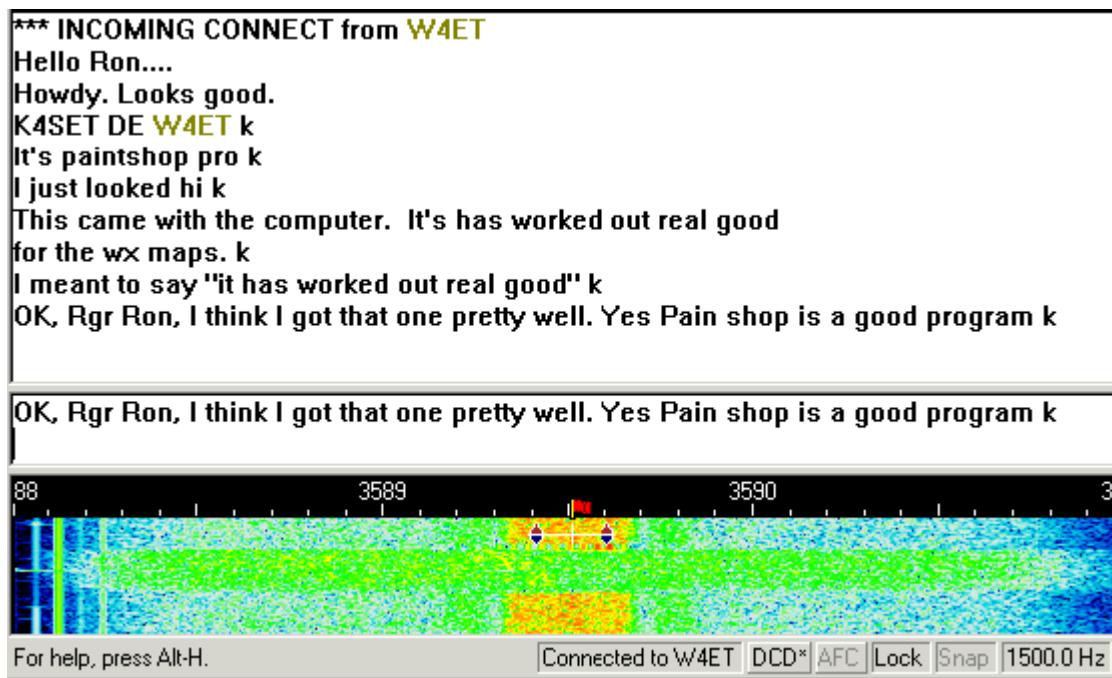 *** INCOMING CONNECT from W4ET
Hello Ron....
Howdy. Looks good.
K4SET DE W4ET k
It's paintshop pro k
I just looked hi k
This came with the computer.  It's has worked out real good
for the wx maps. k
I meant to say "it has worked out real good" k
OK, Rgr Ron, I think I got that one pretty well. Yes Pain shop is a good program k
OK, Rgr Ron, I think I got that one pretty well. Yes Pain shop is a good program k
88 3589 3590 3
For help, press Alt-H. Connected to W4ET DCD* AFC Lock Snap 1500.0 Hz